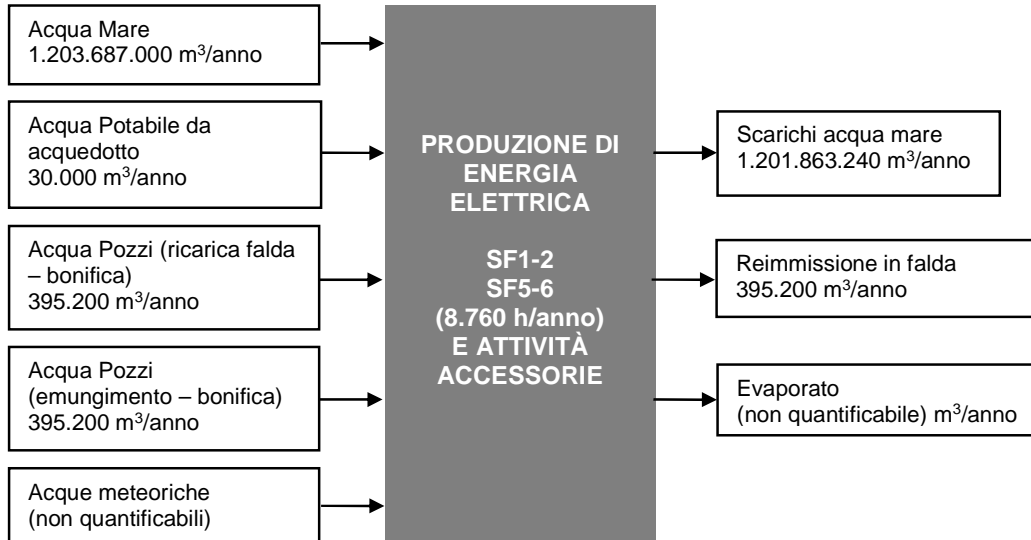 Acqua Mare
1.203.687.000 m³/anno
Acqua Potabile da
acquedotto
30.000 m³/anno
Acqua Pozzi (ricarica falda
– bonifica)
395.200 m³/anno
Acqua Pozzi
(emungimento – bonifica)
395.200 m³/anno
Acque meteoriche
(non quantificabili)
PRODUZIONE DI
ENERGIA
ELETTRICA
SF1-2
SF5-6
(8.760 h/anno)
E ATTIVITÀ
ACCESSORIE
Scarichi acqua mare
1.201.863.240 m³/anno
Reimmissione in falda
395.200 m³/anno
Evaporato
(non quantificabile) m³/anno